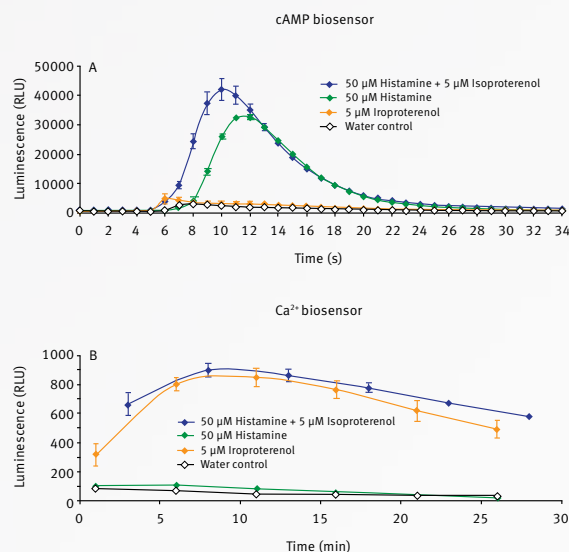 cAMP biosensor
A
Luminescence (RLU)
50000
40000
30000
20000
10000
0
50 µM Histamine + 5 µM Isoproterenol
50 µM Histamine
5 µM Iroproterenol
Water control
0 2 4 6 8 10 12 14 16 18 20 22 24 26 28 30 32 34
Time (s)
Ca²⁺ biosensor
B
Luminescence (RLU)
1000
800
600
400
200
0
50 µM Histamine + 5 µM Isoproterenol
50 µM Histamine
5 µM Iroproterenol
Water control
0 5 10 15 20 25 30
Time (min)